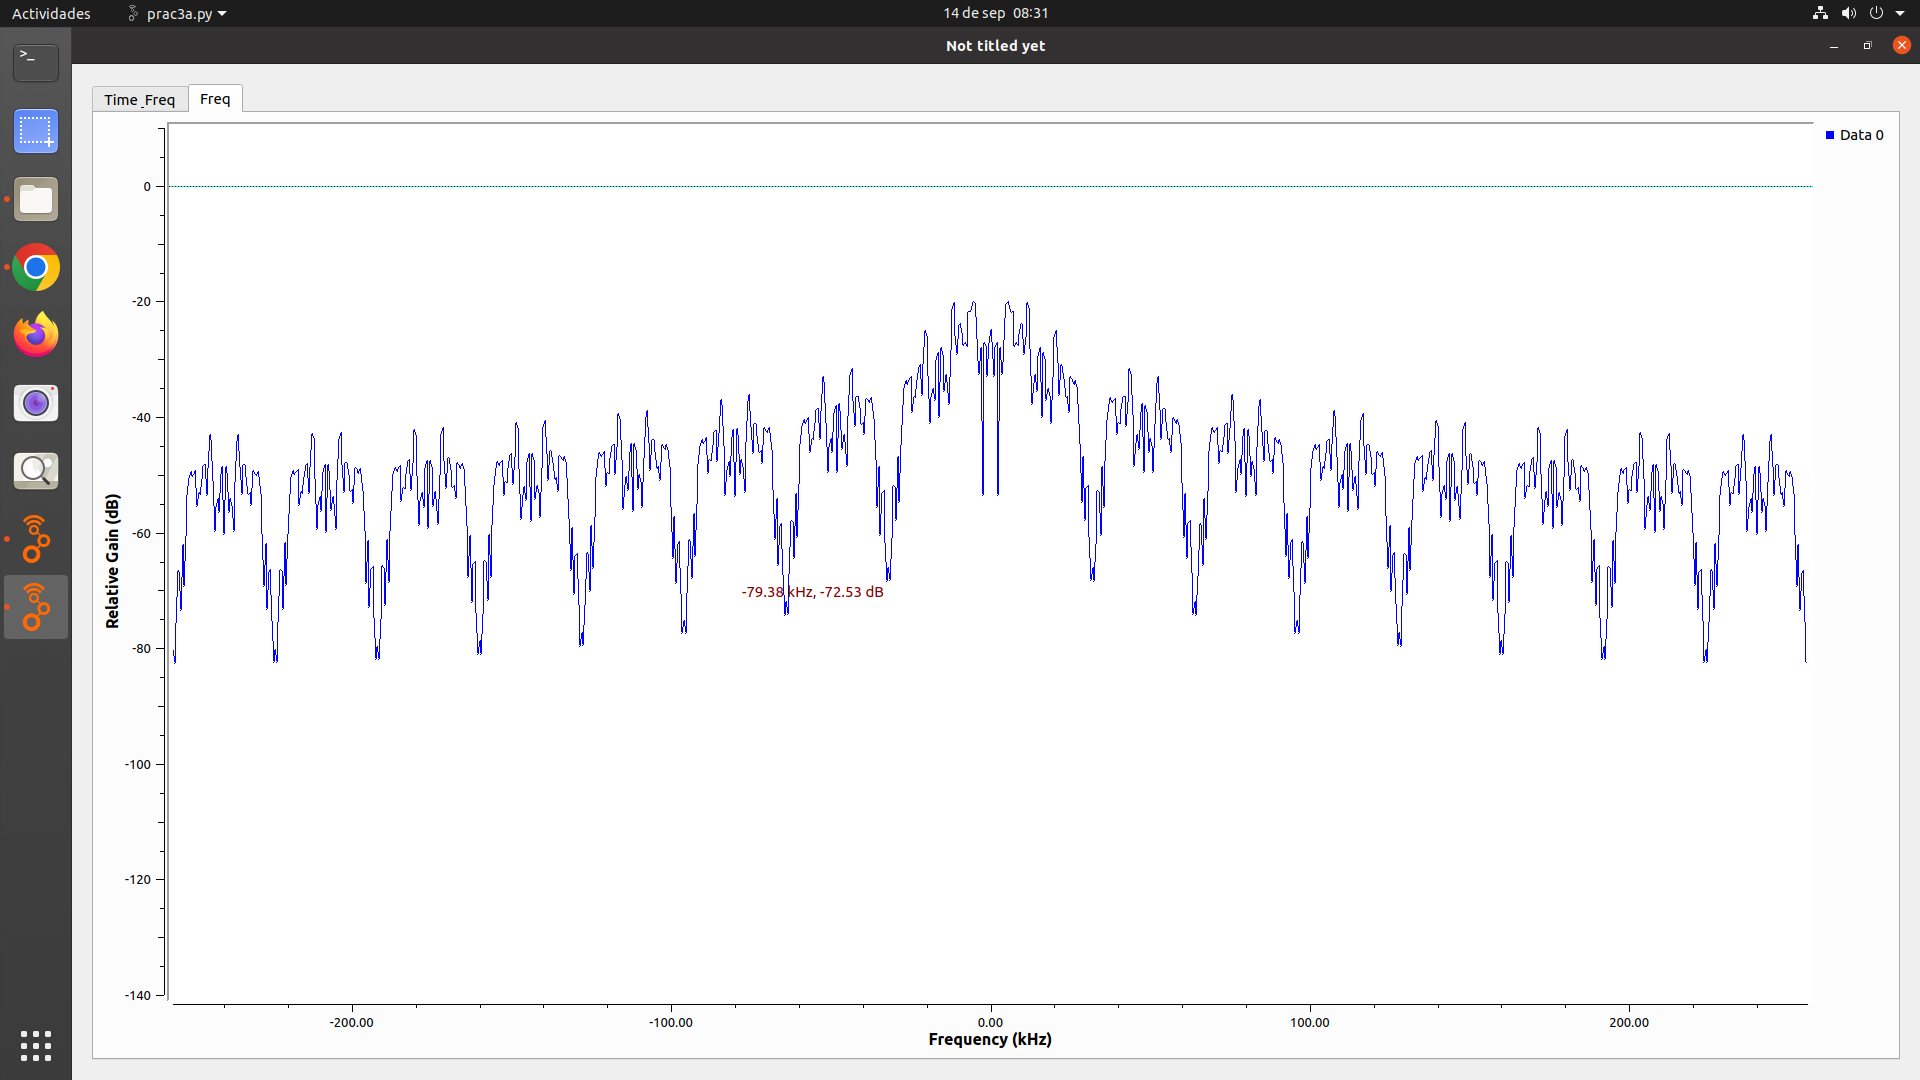 Actividades prac3a.py 14 de sep 08:31
Not titled yet
>_
Time_Freq Freq
Data 0
0
-20
-40
-60
-80
-100
-120
-140
Relative Gain (dB)
-79.38 kHz, -72.53 dB
-200.00 -100.00 0.00 100.00 200.00
Frequency (kHz)